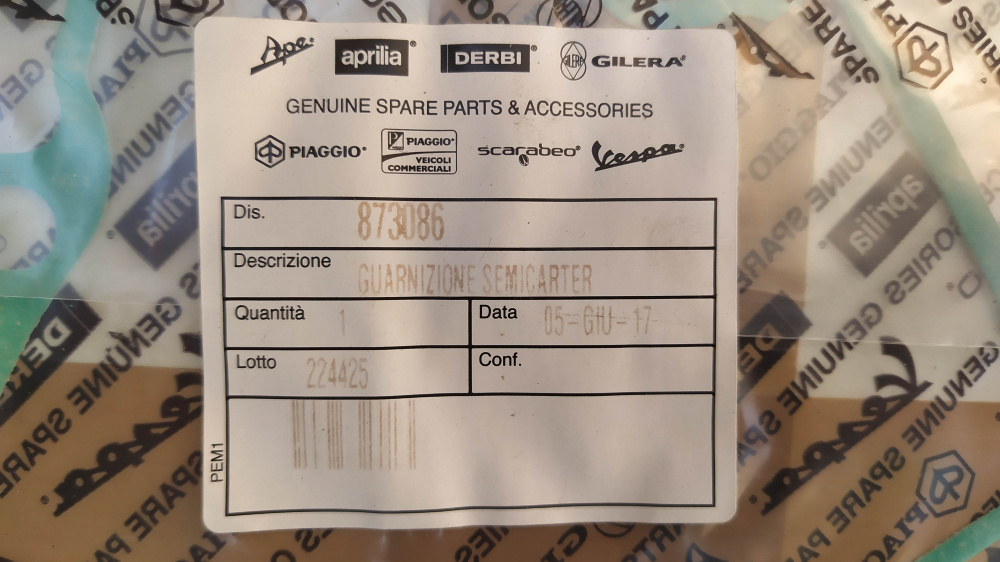 Ape®
aprilia®
DERBI®
GILERA
GILERA®
GENUINE SPARE PARTS & ACCESSORIES
PIAGGIO®
PIAGGIO®
VEICOLI
COMMERCIALI
scarabeo®
Vespa®
Dis. 873086
Descrizione GUARNIZIONE SEMICARTER
Quantità 1
Data 05-GIU-17
Lotto 224425
Conf.
PEM1